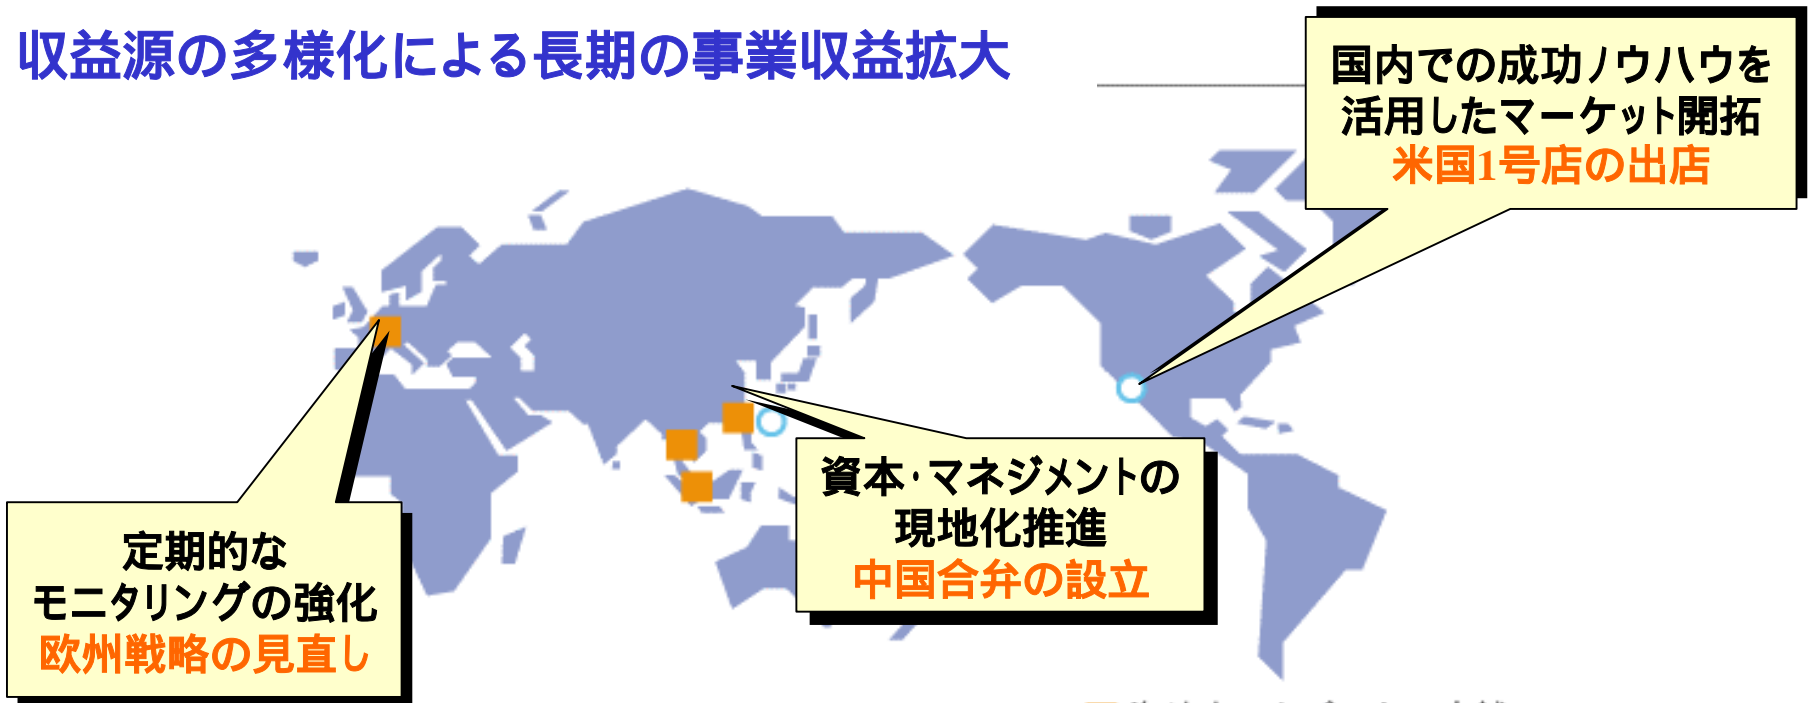 収益源の多様化による長期の事業収益拡大
国内での成功ノウハウを
活用したマーケット開拓
米国1号店の出店
資本・マネジメントの
現地化推進
中国合弁の設立
定期的な
モニタリングの強化
欧州戦略の見直し